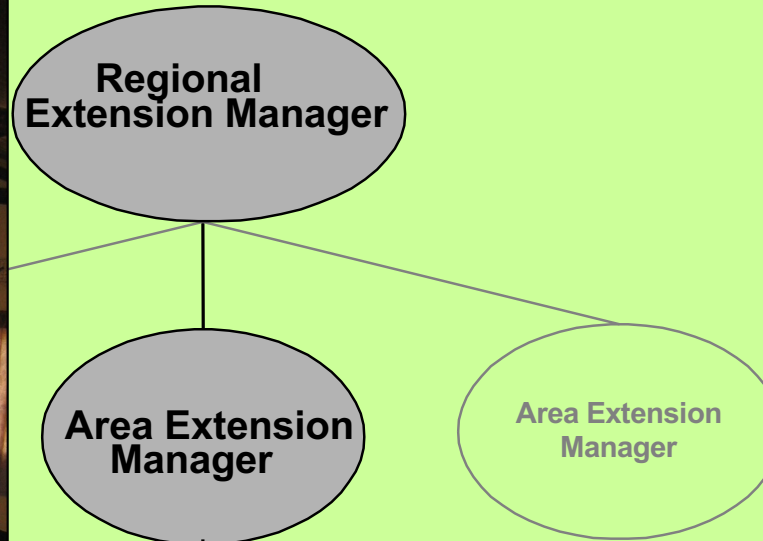 Regional
Extension Manager
Area Extension
Manager
Area Extension
Manager